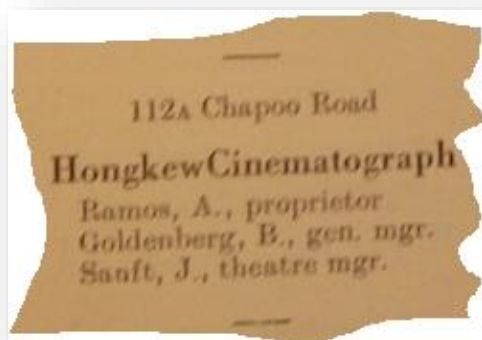 112A Chapoo Road
HongkewCinematograph
Ramos, A., proprietor
Goldenberg, B., gen. mgr.
Sanft, J., theatre mgr.